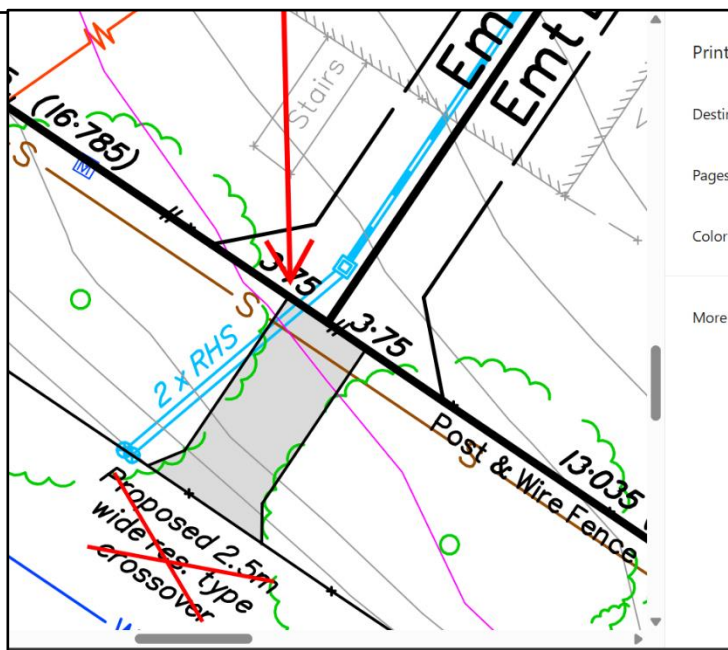 Em
Emt
Stairs
(16·785)
S
M
3·75
S
3·75
2 x RHS
Post & Wire Fence
S
13·035
Proposed 2.5m
wide res. type
crossover
W
Print
Destin
Pages
Color
More